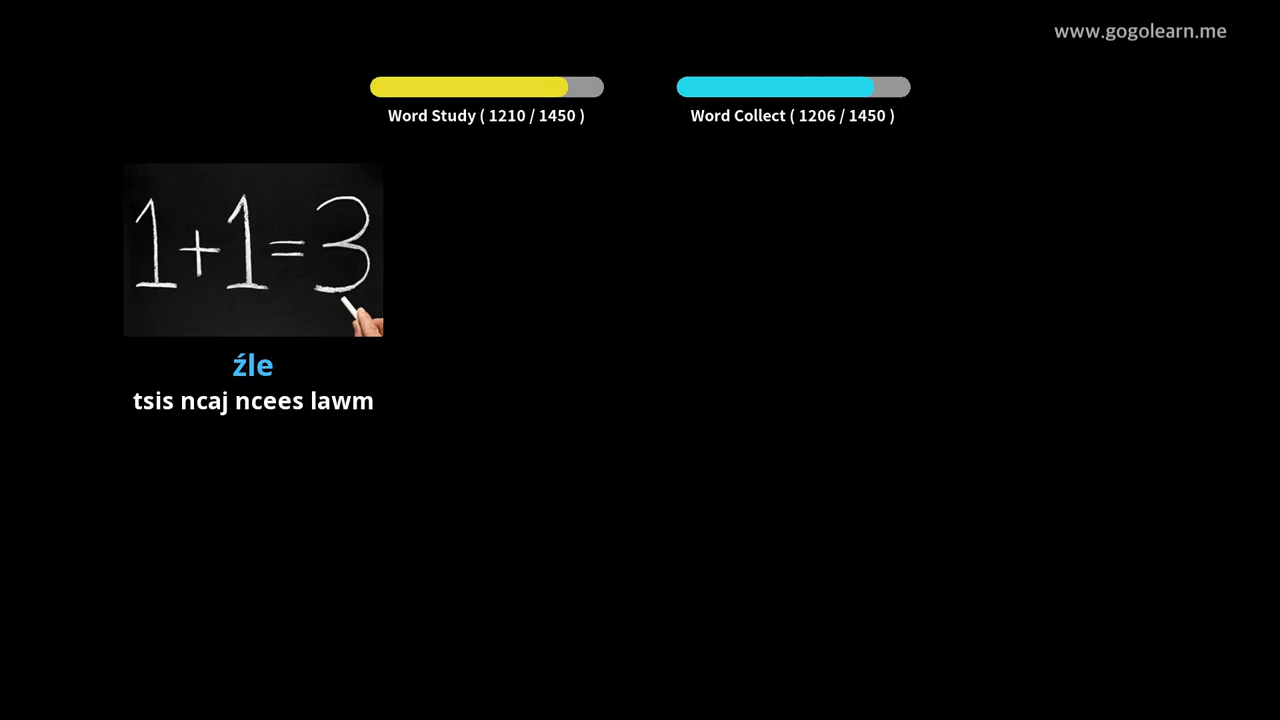 www.gogolearn.me
Word Study ( 1210 / 1450 )
Word Collect ( 1206 / 1450 )
1+1=3
źle
tsis ncaj ncees lawm